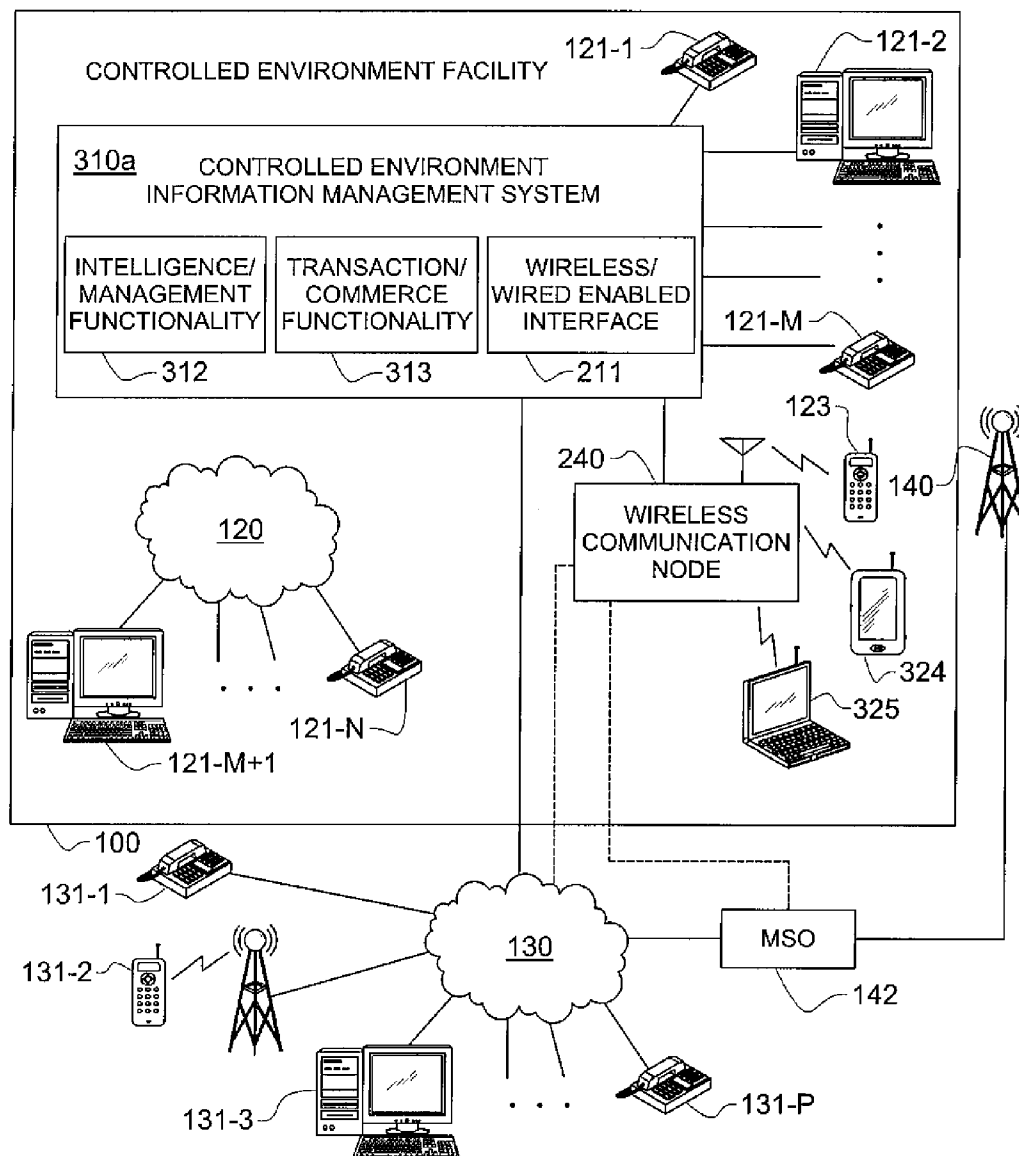 121-1
121-2
CONTROLLED ENVIRONMENT FACILITY
310a
CONTROLLED ENVIRONMENT
INFORMATION MANAGEMENT SYSTEM
INTELLIGENCE/
MANAGEMENT
FUNCTIONALITY
TRANSACTION/
COMMERCE
FUNCTIONALITY
WIRELESS/
WIRED ENABLED
INTERFACE
312
313
211
121-M
123
140
240
WIRELESS
COMMUNICATION
NODE
120
324
325
121-N
121-M+1
100
131-1
130
MSO
142
131-2
131-3
131-P